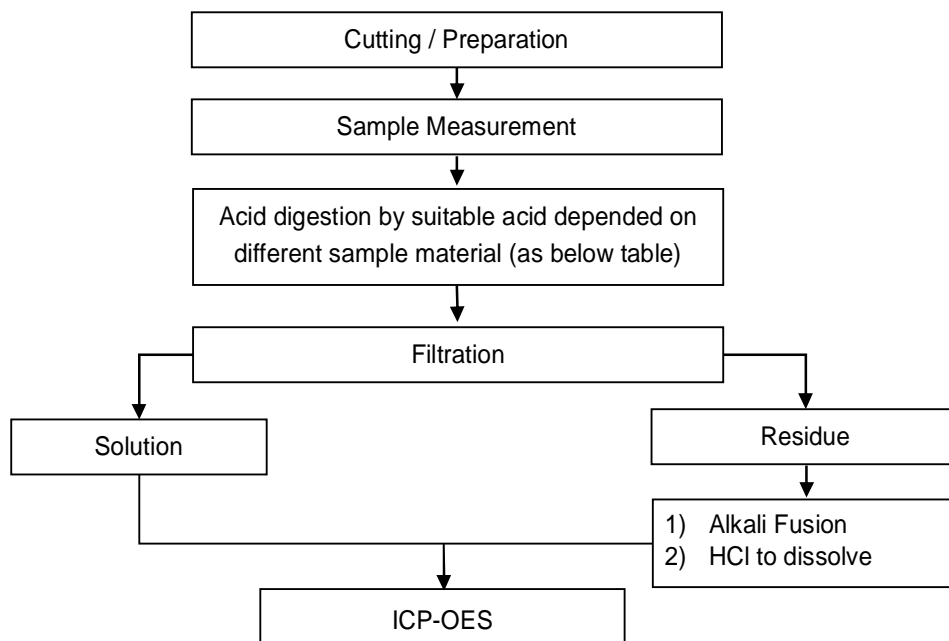 Cutting / Preparation
Sample Measurement
Acid digestion by suitable acid depended on
different sample material (as below table)
Filtration
Solution
Residue
1) Alkali Fusion
2) HCl to dissolve
ICP-OES